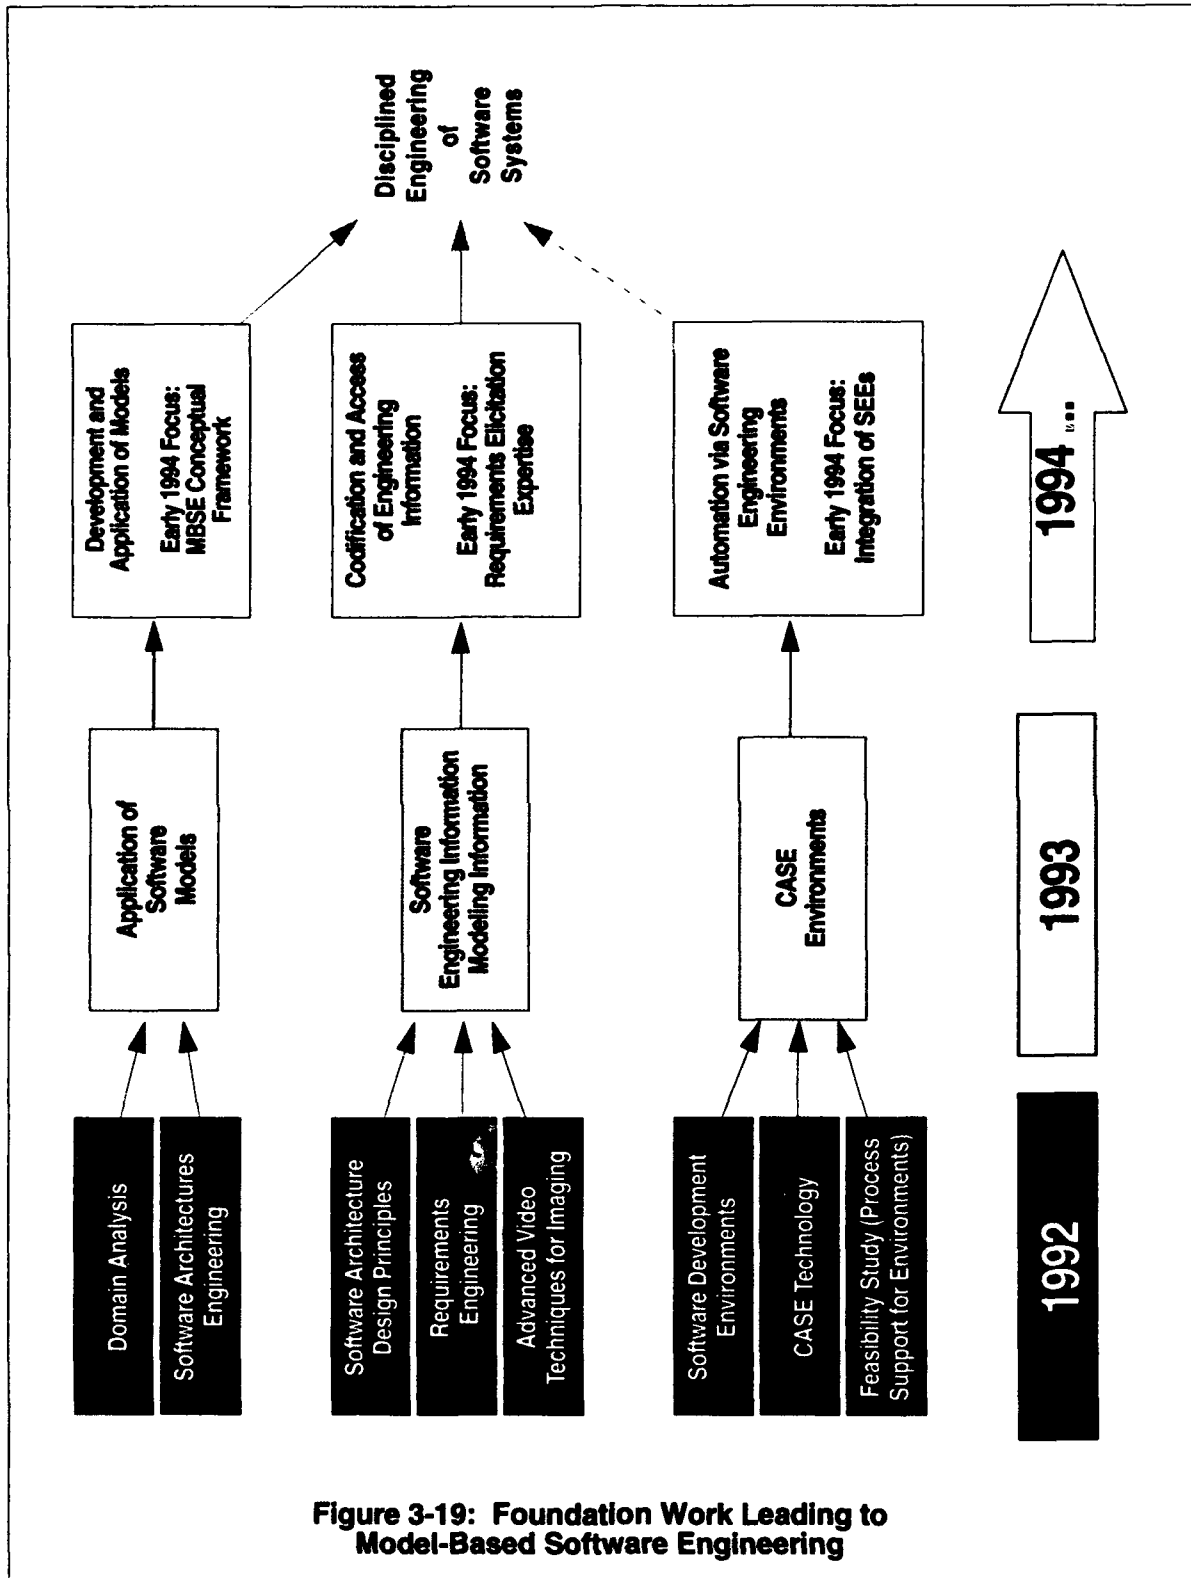 Disciplined
Engineering
of
Software
Systems
Development and
Application of Models
Early 1994 Focus:
MBSE Conceptual
Framework
Codification and Access
of Engineering
Information
Early 1994 Focus:
Requirements Elicitation
Expertise
Automation via Software
Engineering
Environments
Early 1994 Focus:
Integration of SEEs
1994...
Application of
Software
Models
Software
Engineering Information
Modeling Information
CASE
Environments
1993
Domain Analysis
Software Architectures
Engineering
Software Architecture
Design Principles
Requirements
Engineering
Advanced Video
Techniques for Imaging
Software Development
Environments
CASE Technology
Feasibility Study (Process
Support for Environments)
1992
Figure 3-19: Foundation Work Leading to
Model-Based Software Engineering